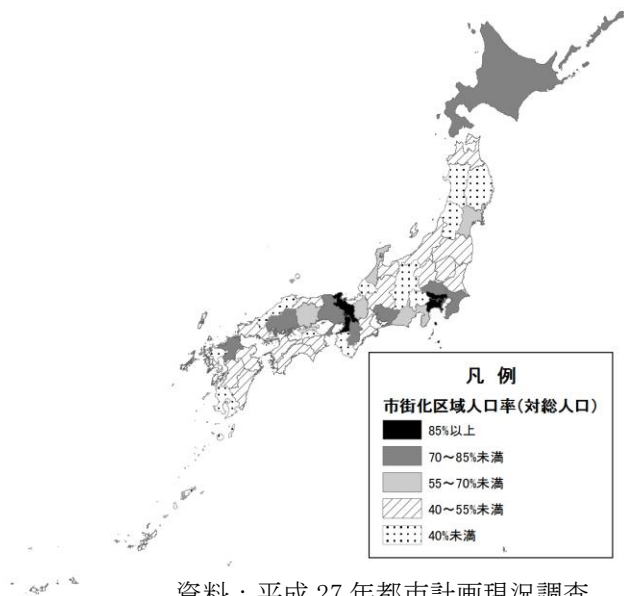 凡 例
市街化区域人口率(対総人口)
85%以上
70～85%未満
55～70%未満
40～55%未満
40%未満
資料：平成 27 年都市計画現況調査